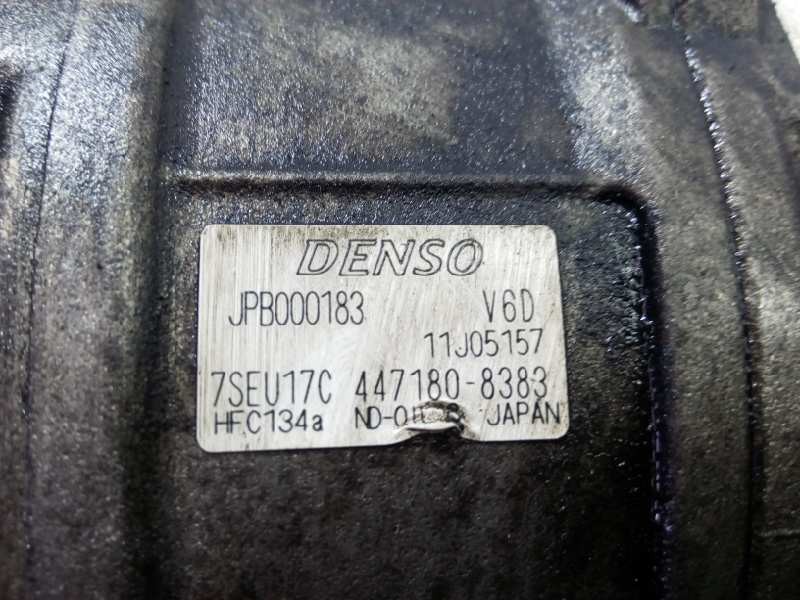 DENSO
JPB000183 V6D
11J05157
7SEU17C 447180-8383
HFC134a JAPAN